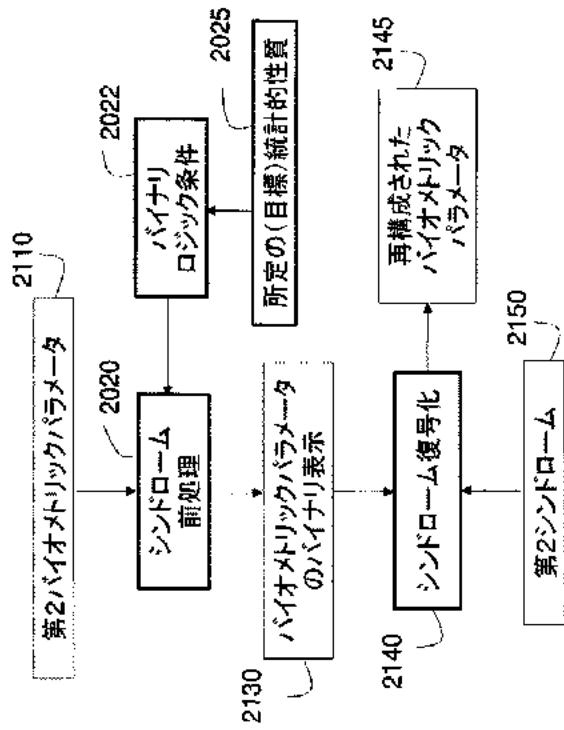 2110
第2バイオメトリックパラメータ
2022
バイナリ
ロジック条件
2025
所定の(目標)統計的性質
2020
シンドローム
前処理
2130
バイオメトリックパラメータ
のバイナリ表示
2140
シンドローム復号化
2145
再構成された
バイオメトリック
パラメータ
2150
第2シンドローム